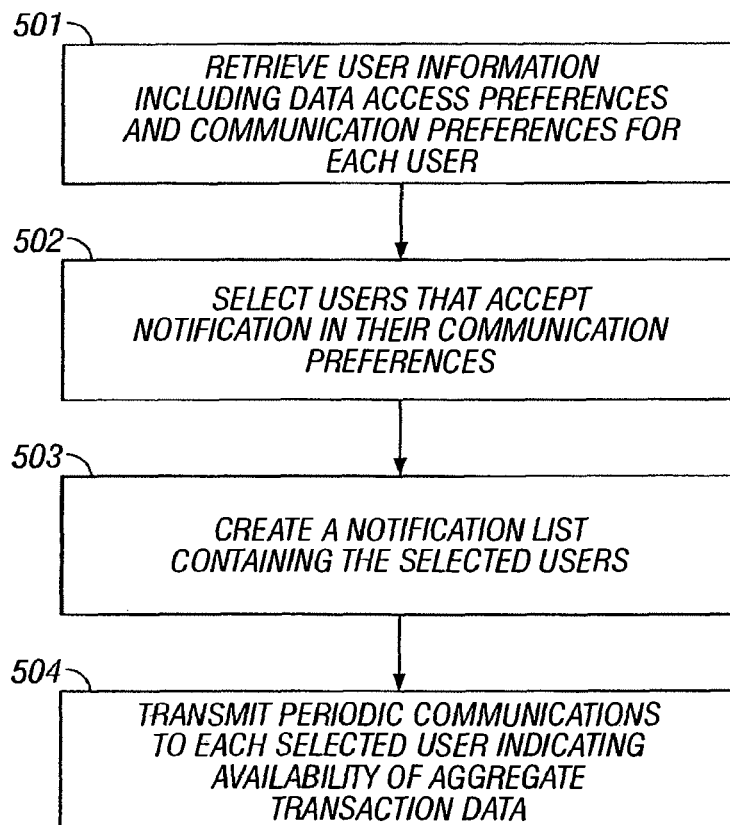 501
RETRIEVE USER INFORMATION
INCLUDING DATA ACCESS PREFERENCES
AND COMMUNICATION PREFERENCES FOR
EACH USER
502
SELECT USERS THAT ACCEPT
NOTIFICATION IN THEIR COMMUNICATION
PREFERENCES
503
CREATE A NOTIFICATION LIST
CONTAINING THE SELECTED USERS
504
TRANSMIT PERIODIC COMMUNICATIONS
TO EACH SELECTED USER INDICATING
AVAILABILITY OF AGGREGATE
TRANSACTION DATA